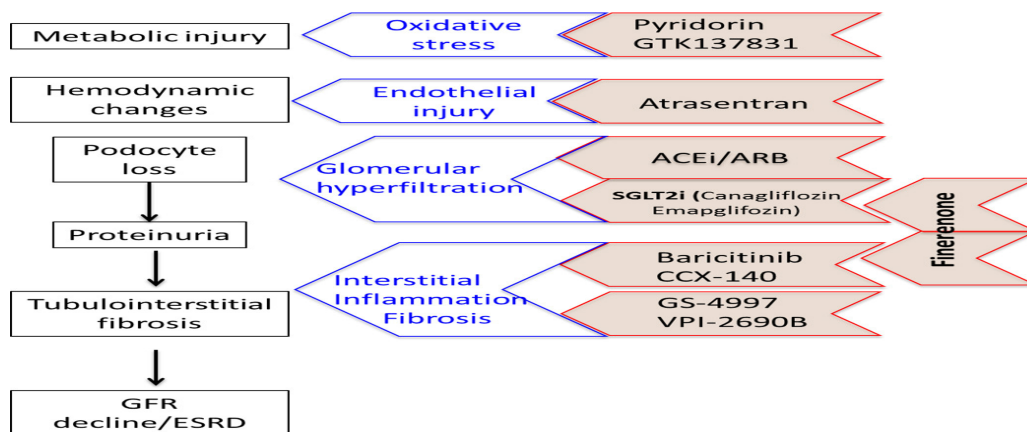 Metabolic injury
Oxidative
stress
Pyridorin
GTK137831
Hemodynamic
changes
Endothelial
injury
Atrasentran
Podocyte
loss
Glomerular
hyperfiltration
ACEi/ARB
SGLT2i (Canagliflozin
Emapglifozin)
Finerenone
Proteinuria
Tubulointerstitial
fibrosis
Interstitial
Inflammation
Fibrosis
Baricitinib
CCX-140
GS-4997
VPI-2690B
GFR
decline/ESRD